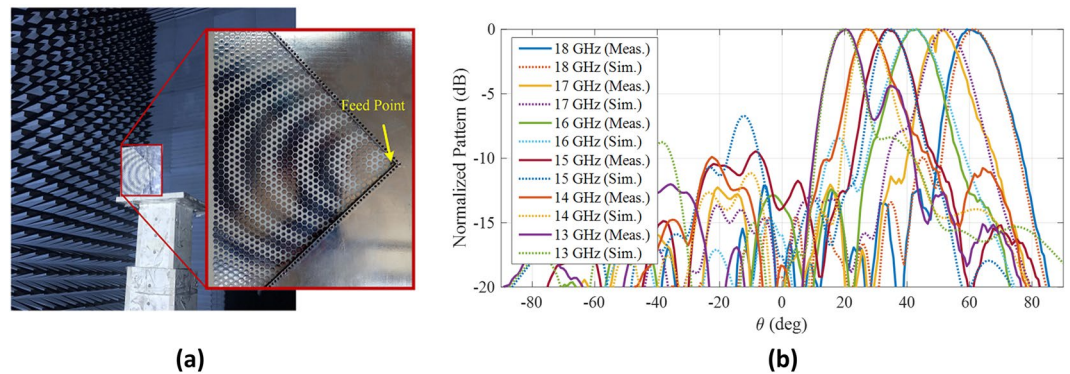 Feed Point
(a)
Normalized Pattern (dB)
0
-5
-10
-15
-20
18 GHz (Meas.)
18 GHz (Sim.)
17 GHz (Meas.)
17 GHz (Sim.)
16 GHz (Meas.)
16 GHz (Sim.)
15 GHz (Meas.)
15 GHz (Sim.)
14 GHz (Meas.)
14 GHz (Sim.)
13 GHz (Meas.)
13 GHz (Sim.)
-80 -60 -40 -20 0 20 40 60 80
θ (deg)
(b)